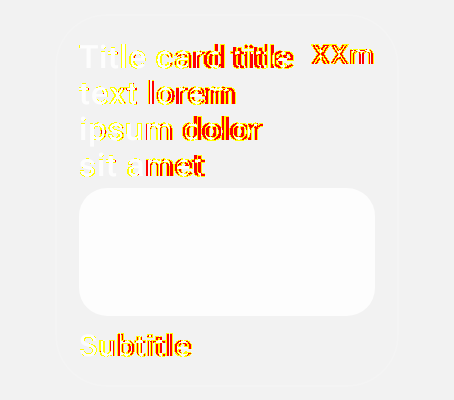 Title card title XXm
text lorem
ipsum dolor
sit amet
Subtitle